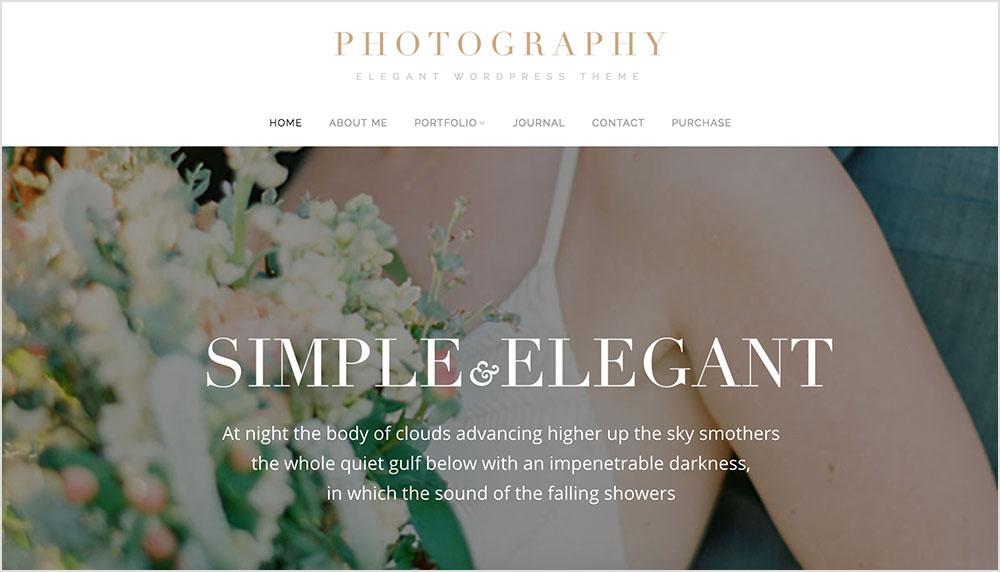 PHOTOGRAPHY
ELEGANT WORDPRESS THEME
HOME ABOUT ME PORTFOLIO JOURNAL CONTACT PURCHASE
SIMPLE & ELEGANT
At night the body of clouds advancing higher up the sky smothers
the whole quiet gulf below with an impenetrable darkness,
in which the sound of the falling showers